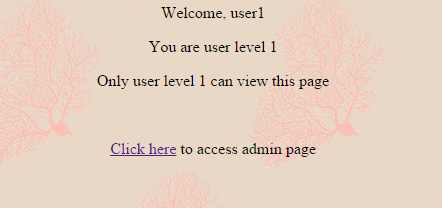 Welcome, user1
You are user level 1
Only user level 1 can view this page
Click here to access admin page